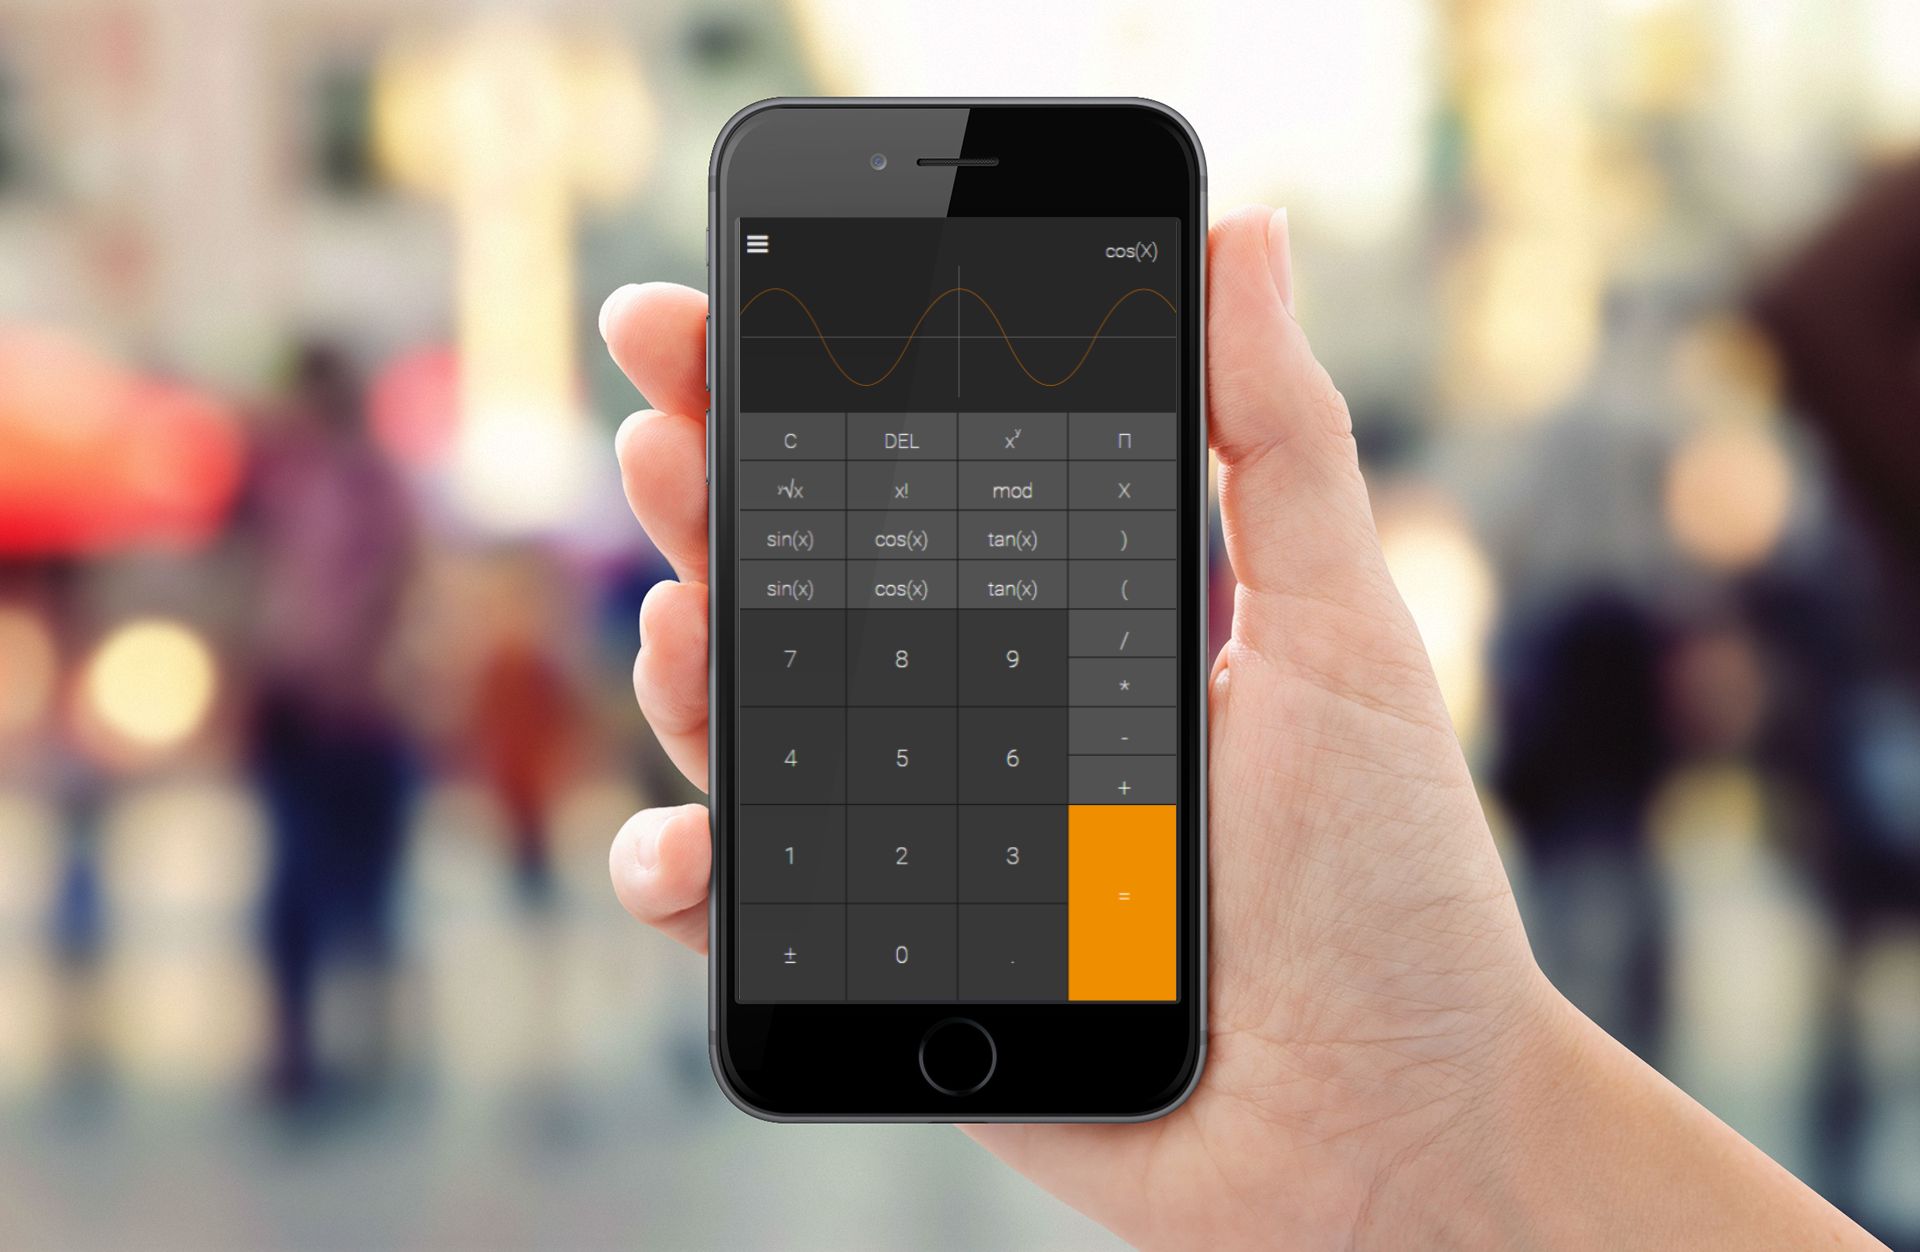 cos(X)
C DEL x^y Π
ʸ√x x! mod X
sin(x) cos(x) tan(x) )
sin(x) cos(x) tan(x) (
7 8 9 /
*
4 5 6 -
+
1 2 3
=
± 0 .